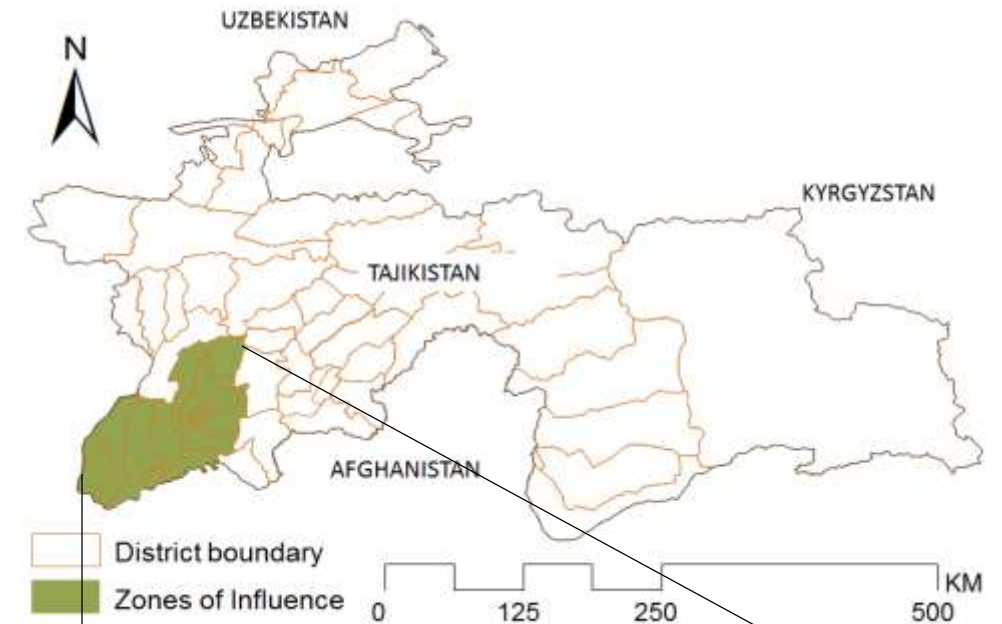 UZBEKISTAN
N
KYRGYZSTAN
TAJIKISTAN
AFGHANISTAN
District boundary
Zones of Influence
KM
0 125 250 500